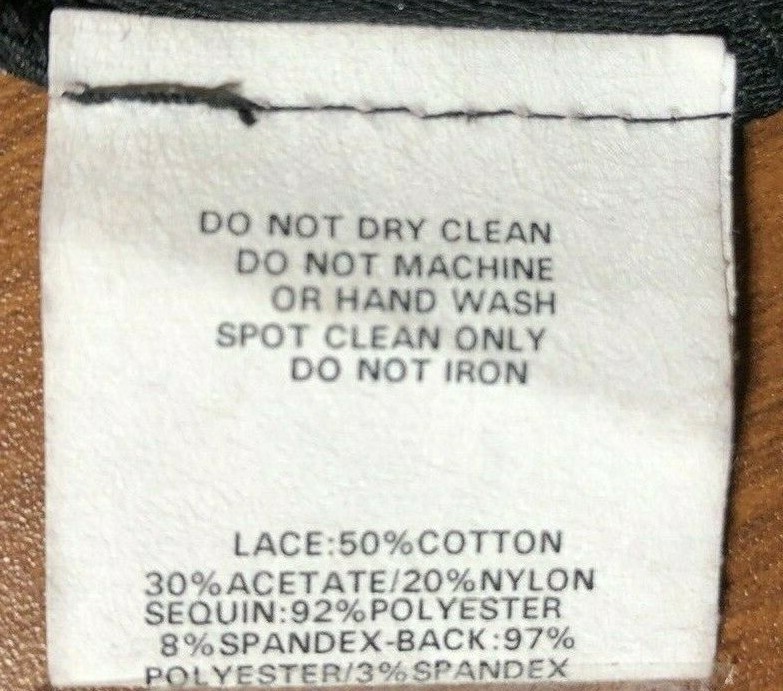 DO NOT DRY CLEAN
DO NOT MACHINE
OR HAND WASH
SPOT CLEAN ONLY
DO NOT IRON
LACE:50%COTTON
30%ACETATE/20%NYLON
SEQUIN:92%POLYESTER
8%SPANDEX-BACK:97%
POLYESTER/3%SPANDEX